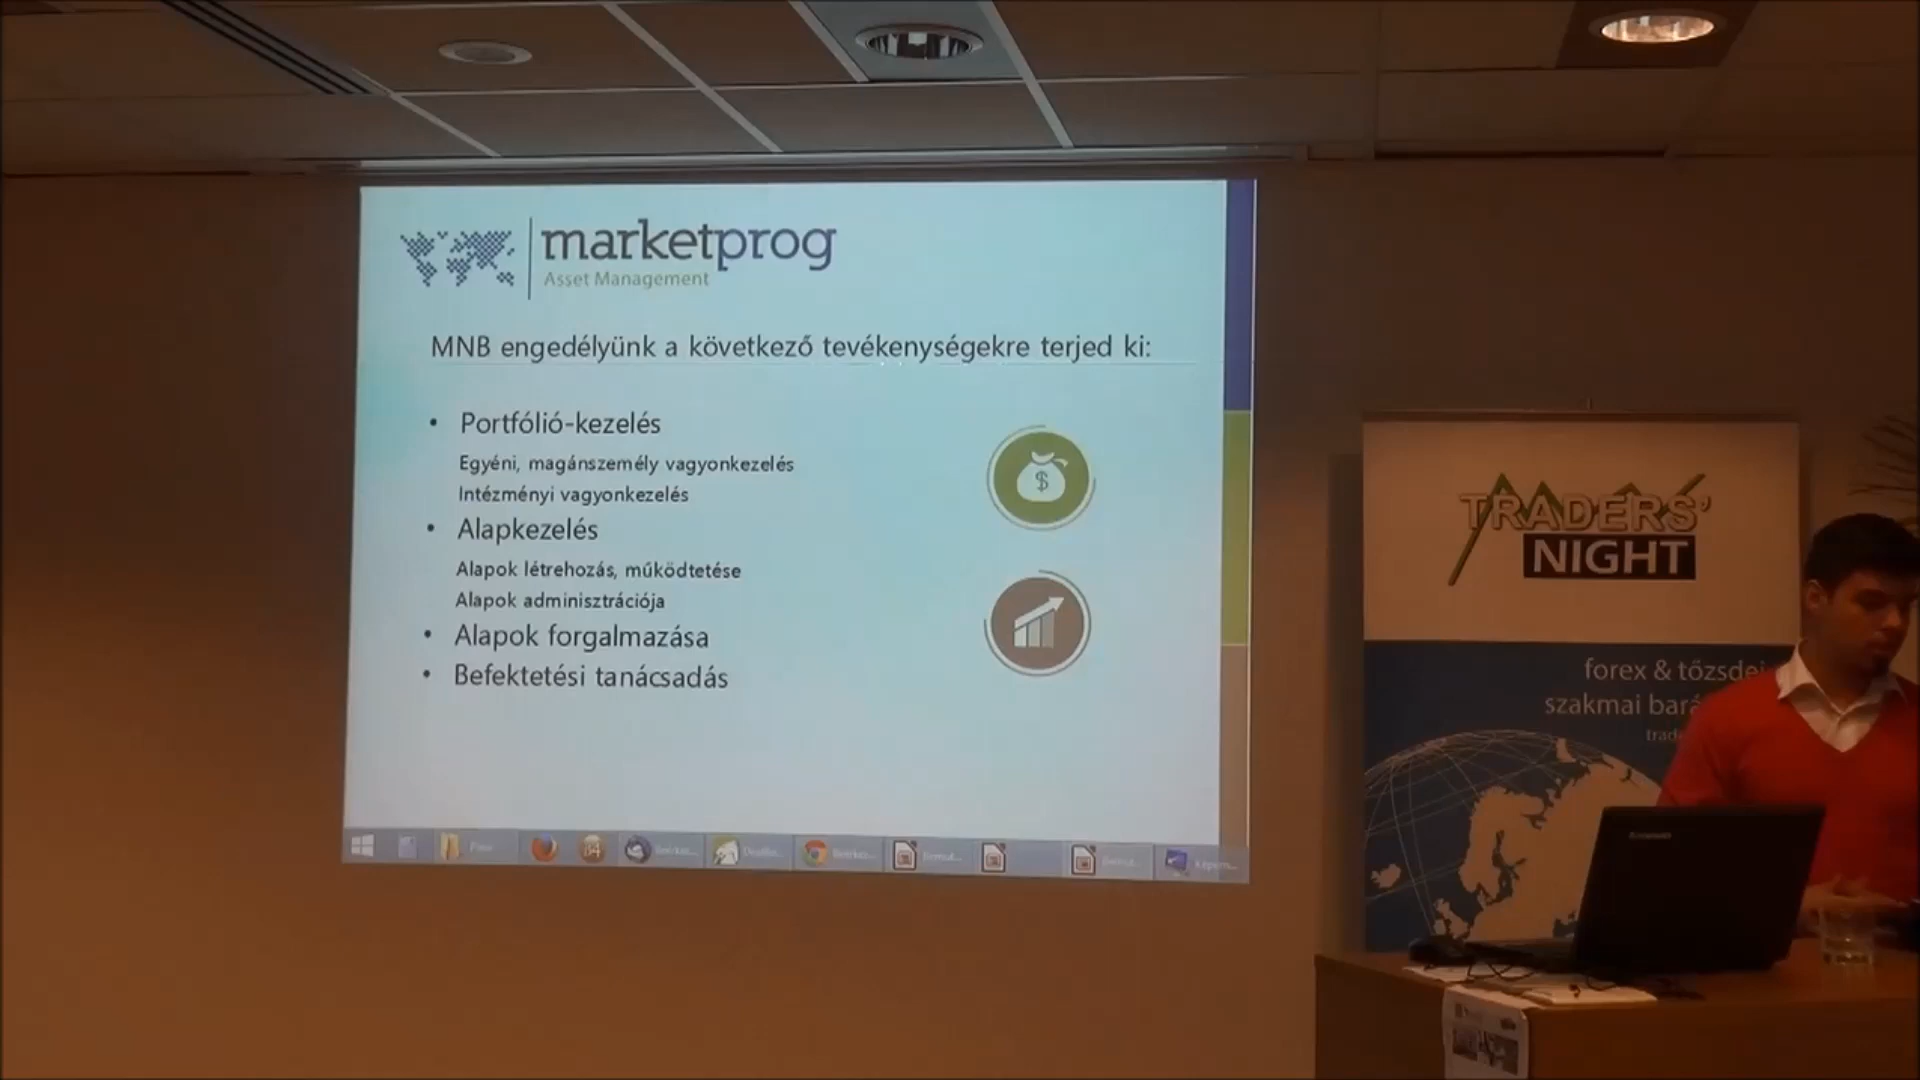 marketprog
Asset Management
MNB engedélyünk a következő tevékenységekre terjed ki:
• Portfólió-kezelés
Egyéni, magánszemély vagyonkezelés
Intézményi vagyonkezelés
• Alapkezelés
Alapok létrehozás, működtetése
Alapok adminisztrációja
• Alapok forgalmazása
• Befektetési tanácsadás
TRADERS'
NIGHT
forex & tőzsdei
szakmai